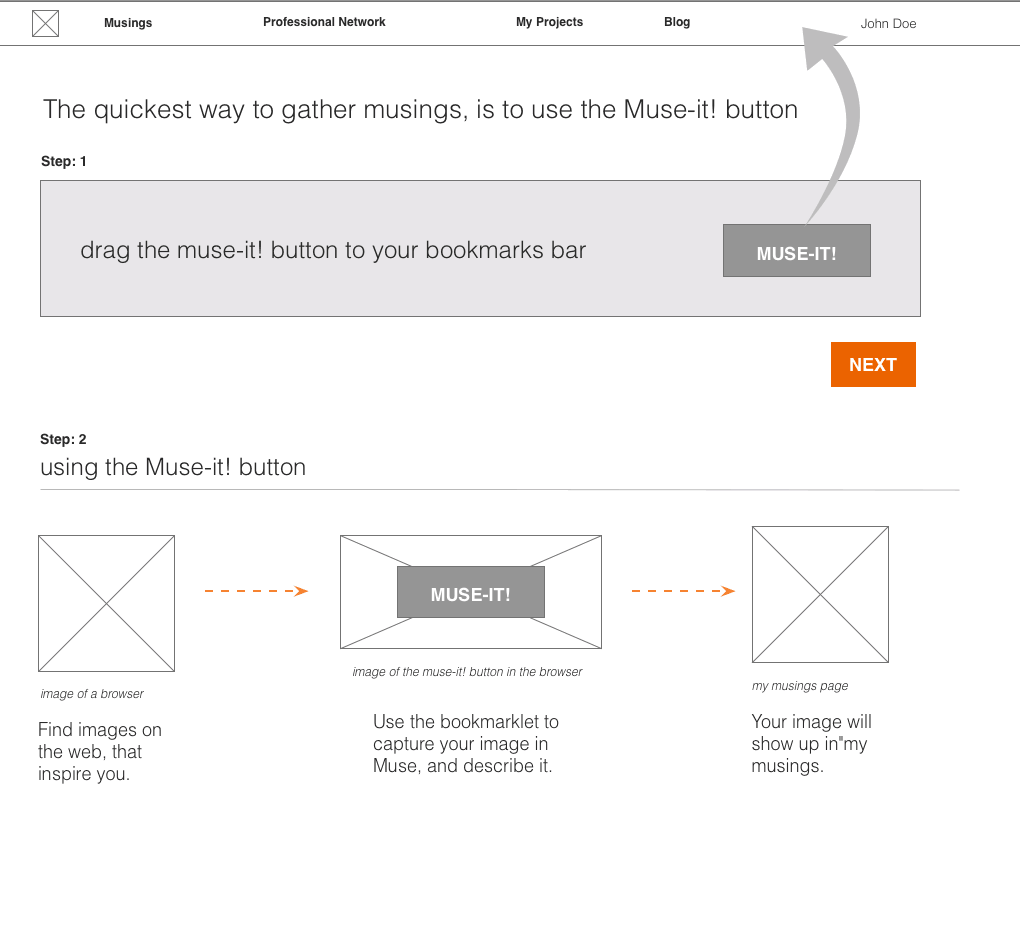 Musings Professional Network My Projects Blog John Doe
The quickest way to gather musings, is to use the Muse-it! button
Step: 1
drag the muse-it! button to your bookmarks bar
MUSE-IT!
NEXT
Step: 2
using the Muse-it! button
MUSE-IT!
image of a browser
image of the muse-it! button in the browser
my musings page
Find images on
the web, that
inspire you.
Use the bookmarklet to
capture your image in
Muse, and describe it.
Your image will
show up in"my
musings.